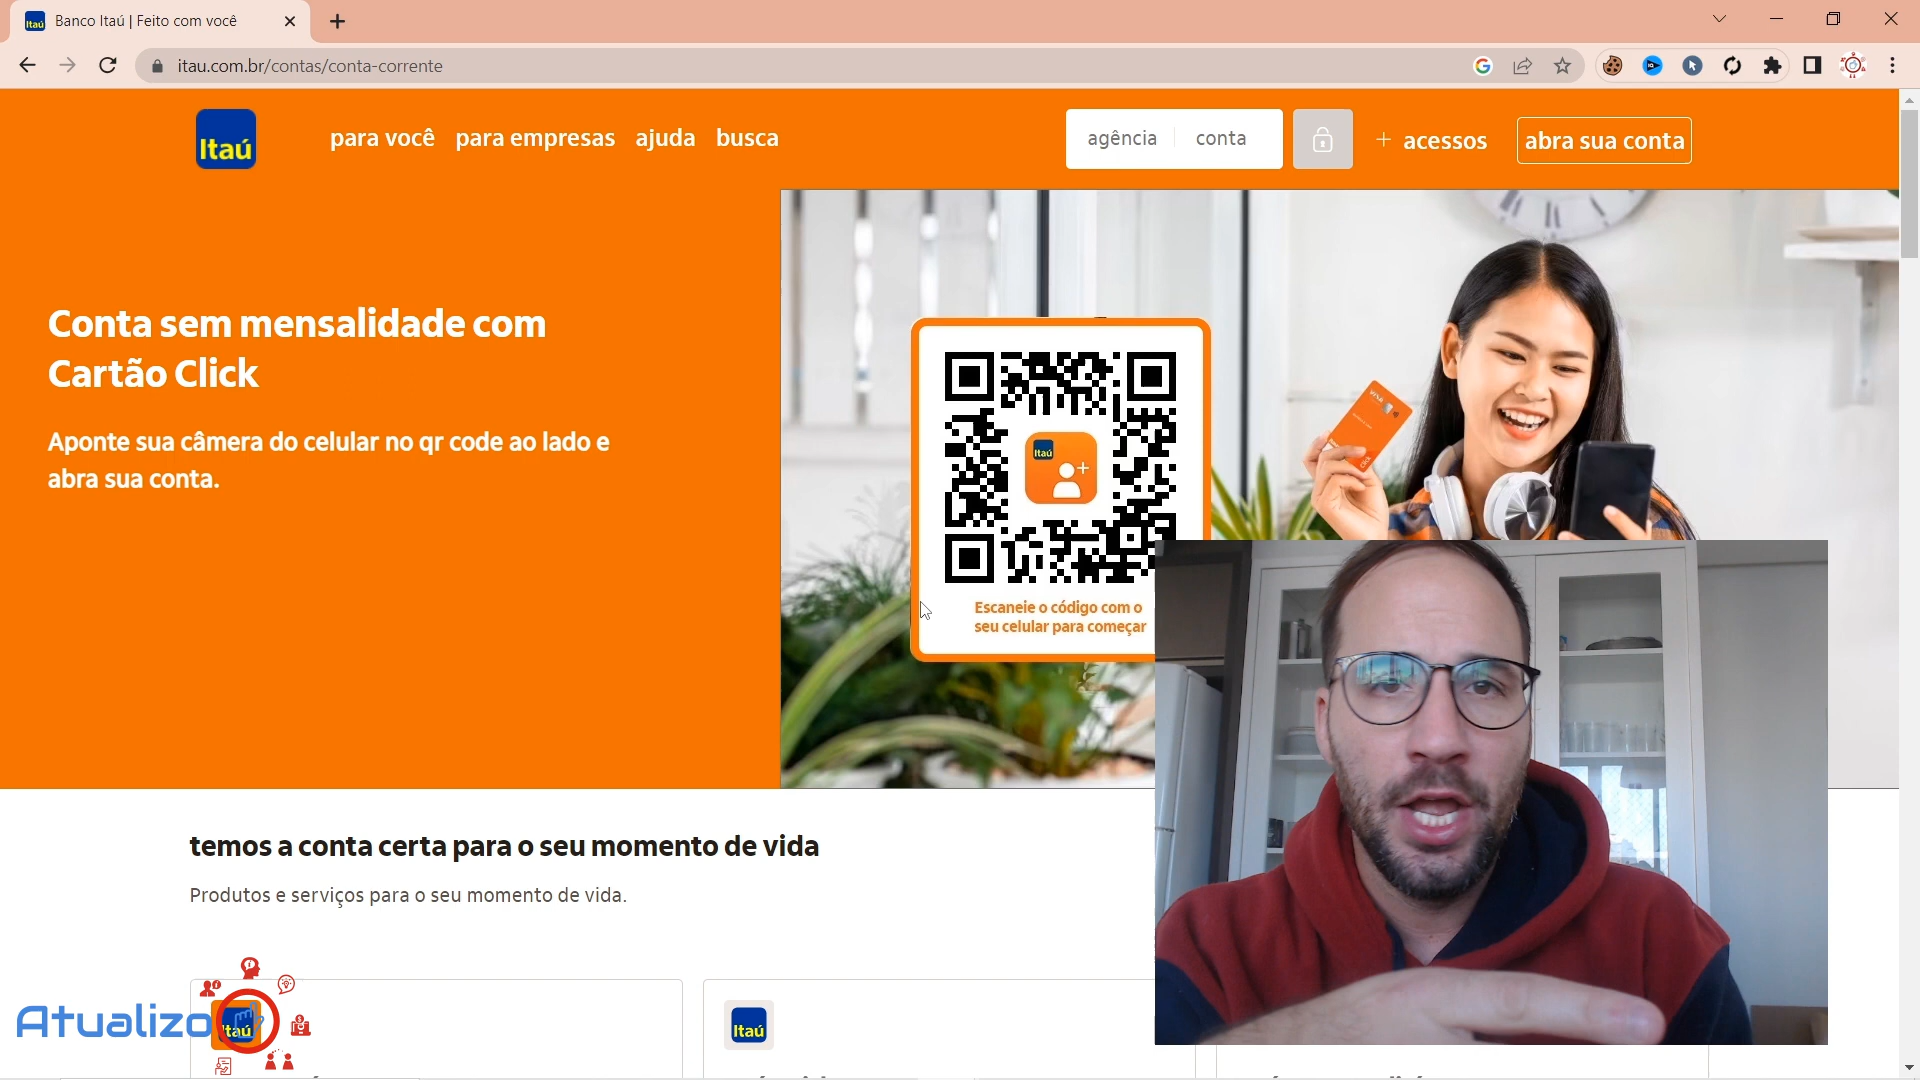 Itaú
Banco Itaú | Feito com você
itau.com.br/contas/conta-corrente
Itaú
para você
para empresas
ajuda
busca
agência
conta
+ acessos
abra sua conta
Conta sem mensalidade com
Cartão Click
Aponte sua câmera do celular no qr code ao lado e
abra sua conta.
Itaú
Escaneie o código com o
seu celular para começar
VISA
click
temos a conta certa para o seu momento de vida
Produtos e serviços para o seu momento de vida.
Atualizo
Itaú
Itaú